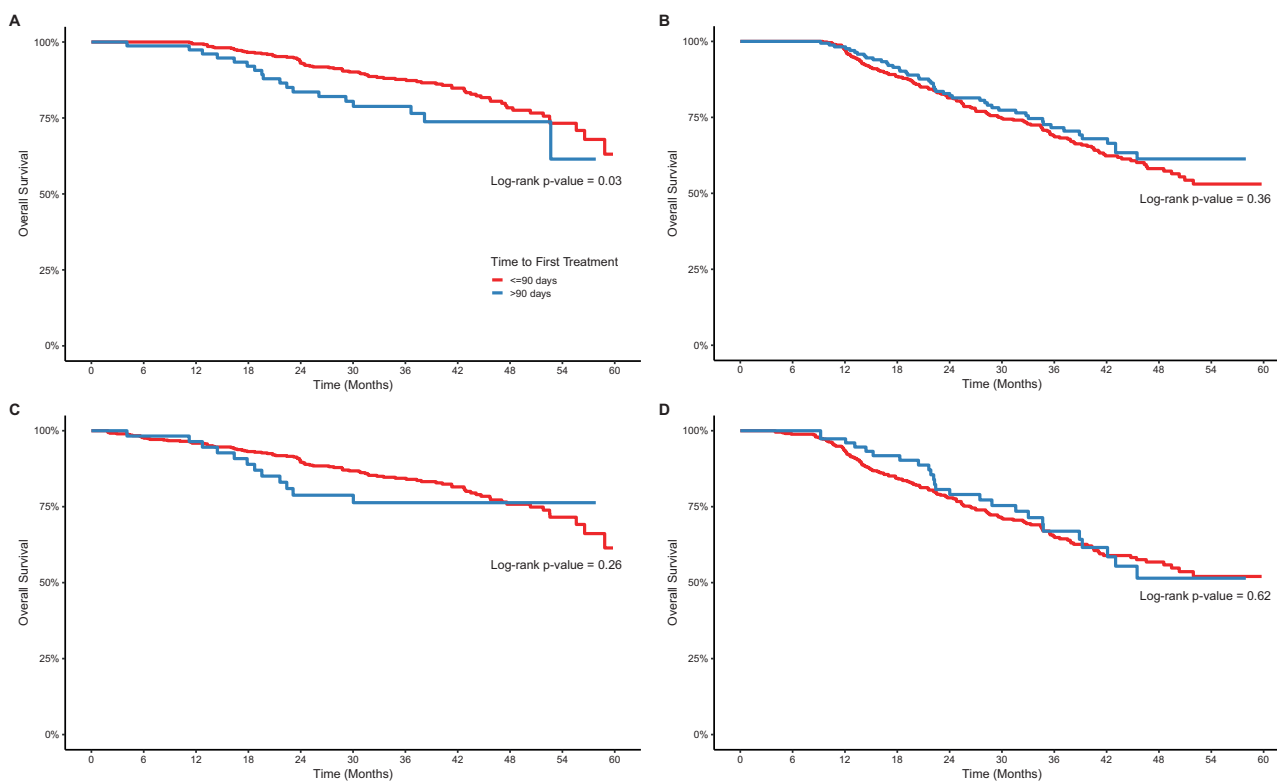 A
Overall Survival
100%
75%
50%
25%
0%
Log-rank p-value = 0.03
Time to First Treatment
<=90 days
>90 days
0 6 12 18 24 30 36 42 48 54 60
Time (Months)
B
Overall Survival
100%
75%
50%
25%
0%
Log-rank p-value = 0.36
0 6 12 18 24 30 36 42 48 54 60
Time (Months)
C
Overall Survival
100%
75%
50%
25%
0%
Log-rank p-value = 0.26
0 6 12 18 24 30 36 42 48 54 60
Time (Months)
D
Overall Survival
100%
75%
50%
25%
0%
Log-rank p-value = 0.62
0 6 12 18 24 30 36 42 48 54 60
Time (Months)